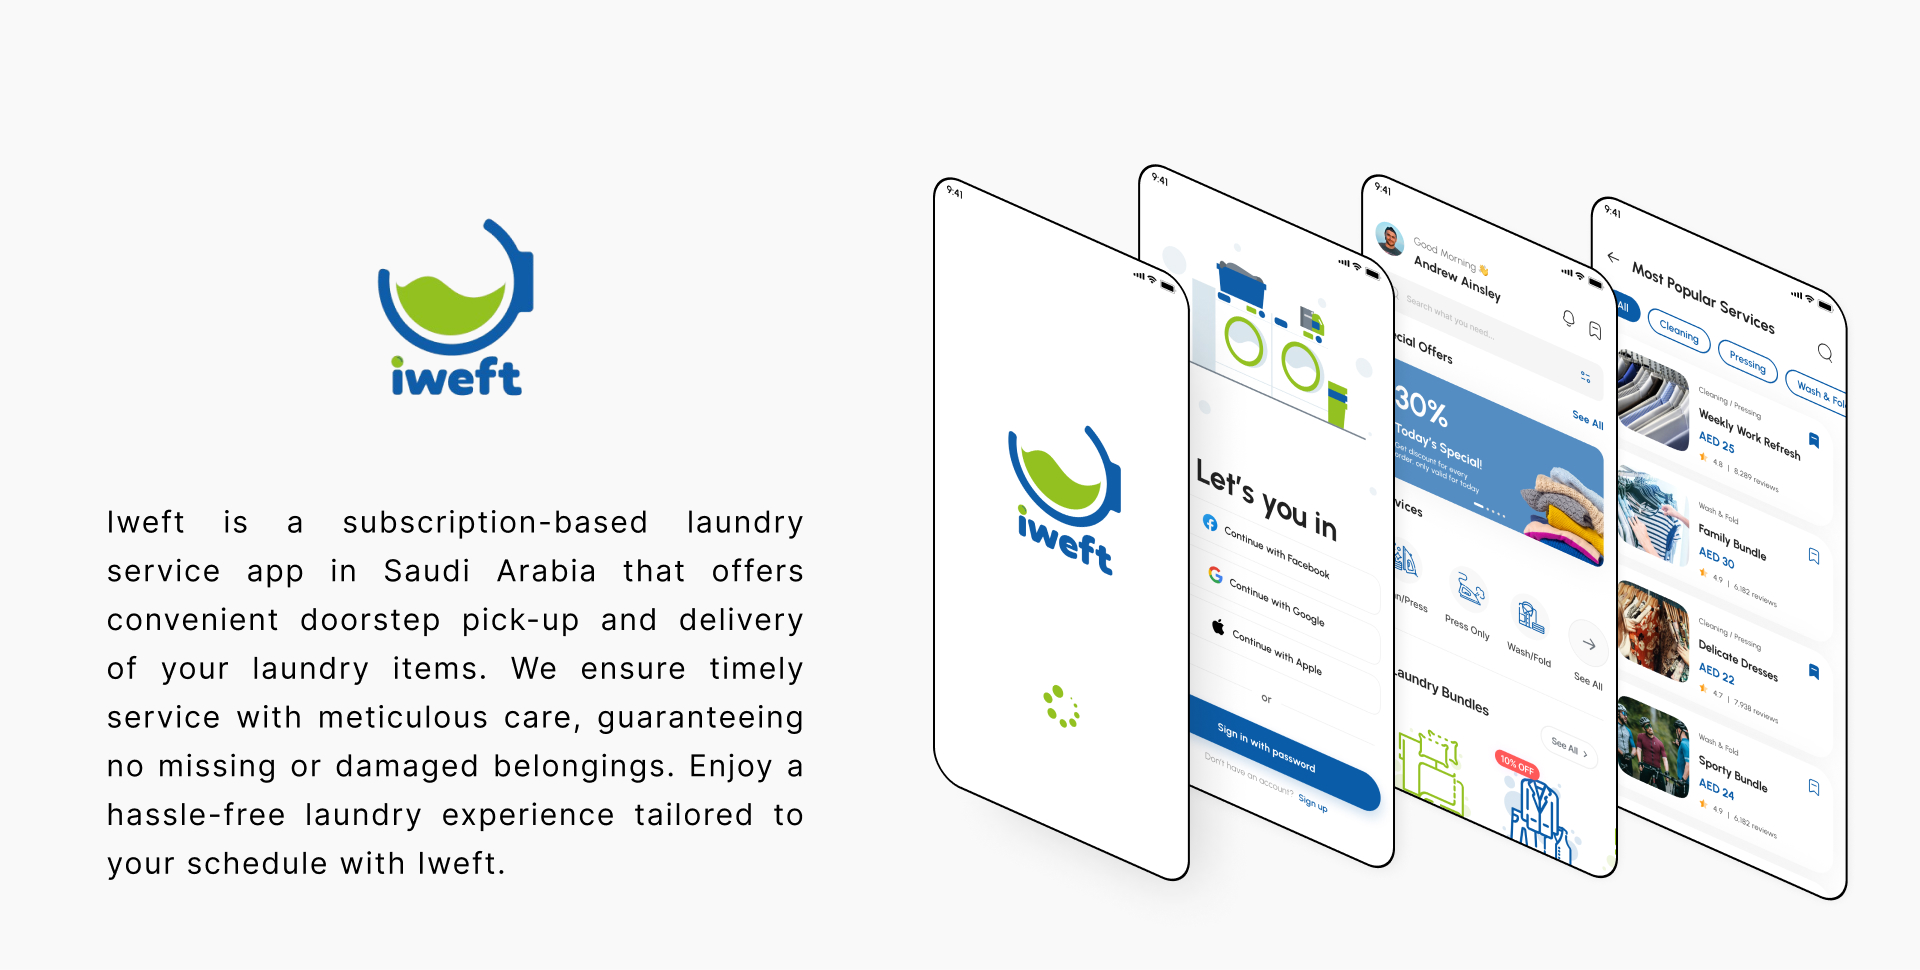 iweft
Iweft is a subscription-based laundry
service app in Saudi Arabia that offers
convenient doorstep pick-up and delivery
of your laundry items. We ensure timely
service with meticulous care, guaranteeing
no missing or damaged belongings. Enjoy a
hassle-free laundry experience tailored to
your schedule with Iweft.
9:41
iweft
9:41
Let's you in
Continue with Facebook
Continue with Google
Continue with Apple
or
Sign in with password
Don't have an account? Sign up
9:41
Good Morning 👋
Andrew Ainsley
Search what you need...
cial Offers
See All
30%
Today's Special!
Get discount for every
order, only valid for today
vices
n/Press
Press Only
Wash/Fold
See All
aundry Bundles
See All
10% OFF
9:41
Most Popular Services
All
Cleaning
Pressing
Wash & Fol
Cleaning / Pressing
Weekly Work Refresh
AED 25
4.8 | 8,289 reviews
Wash & Fold
Family Bundle
AED 30
4.9 | 6,182 reviews
Cleaning / Pressing
Delicate Dresses
AED 22
4.7 | 7,938 reviews
Wash & Fold
Sporty Bundle
AED 24
4.9 | 6,182 reviews